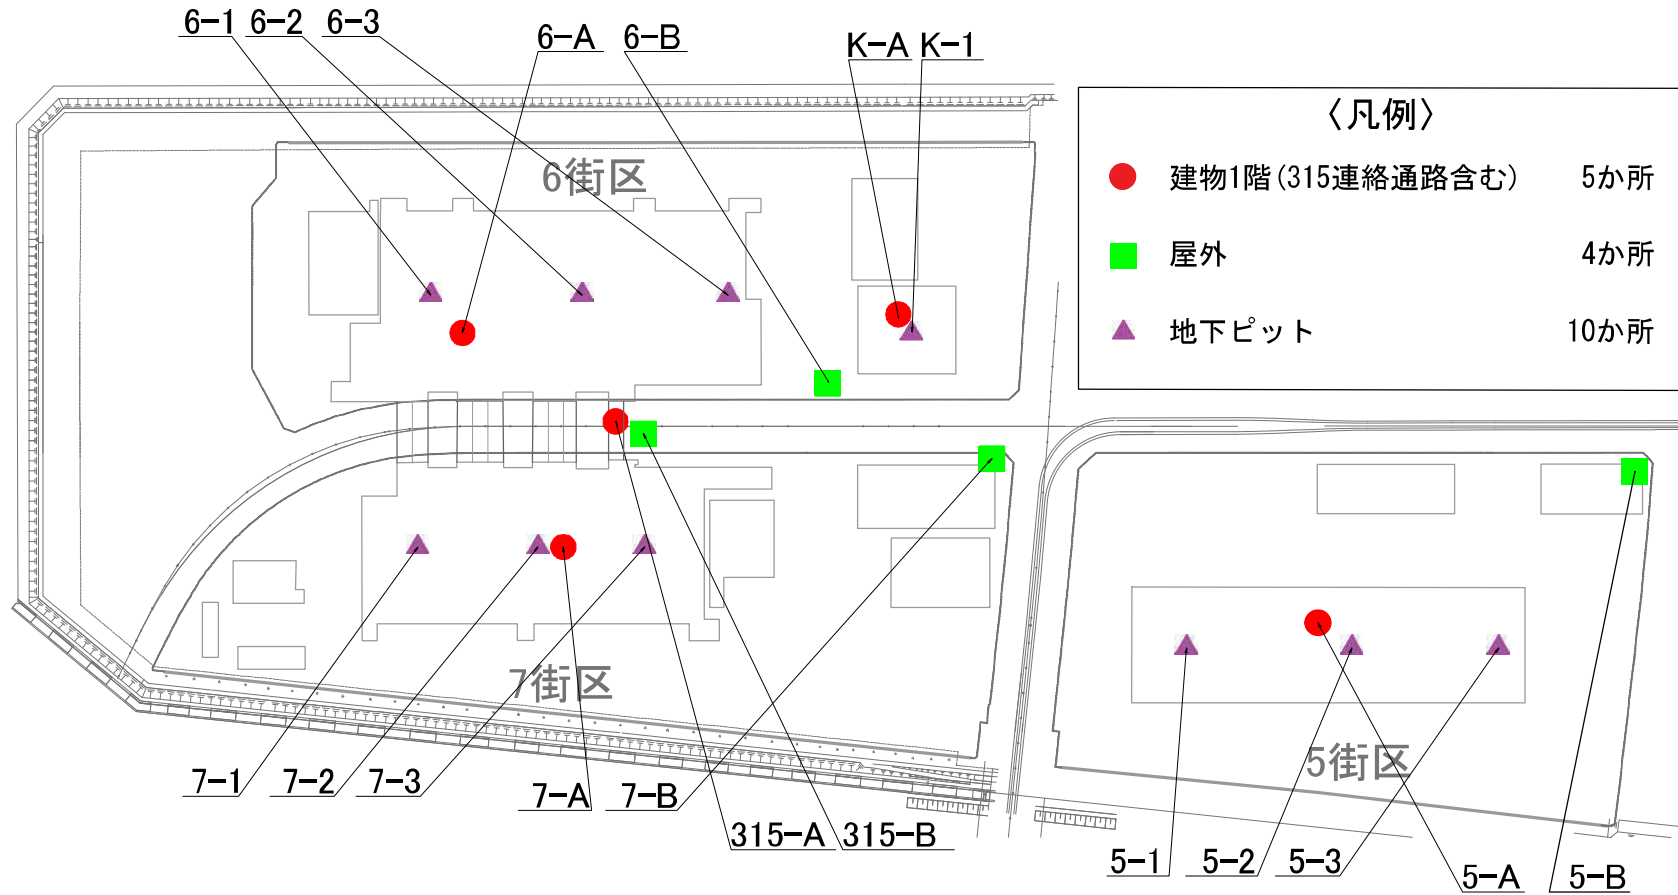 6-1 6-2 6-3
6-A 6-B
K-A K-1
〈凡例〉
建物1階(315連絡通路含む) 5か所
屋外 4か所
地下ピット 10か所
6街区
7街区
5街区
7-1 7-2 7-3
7-A 7-B
315-A 315-B
5-1 5-2 5-3
5-A 5-B